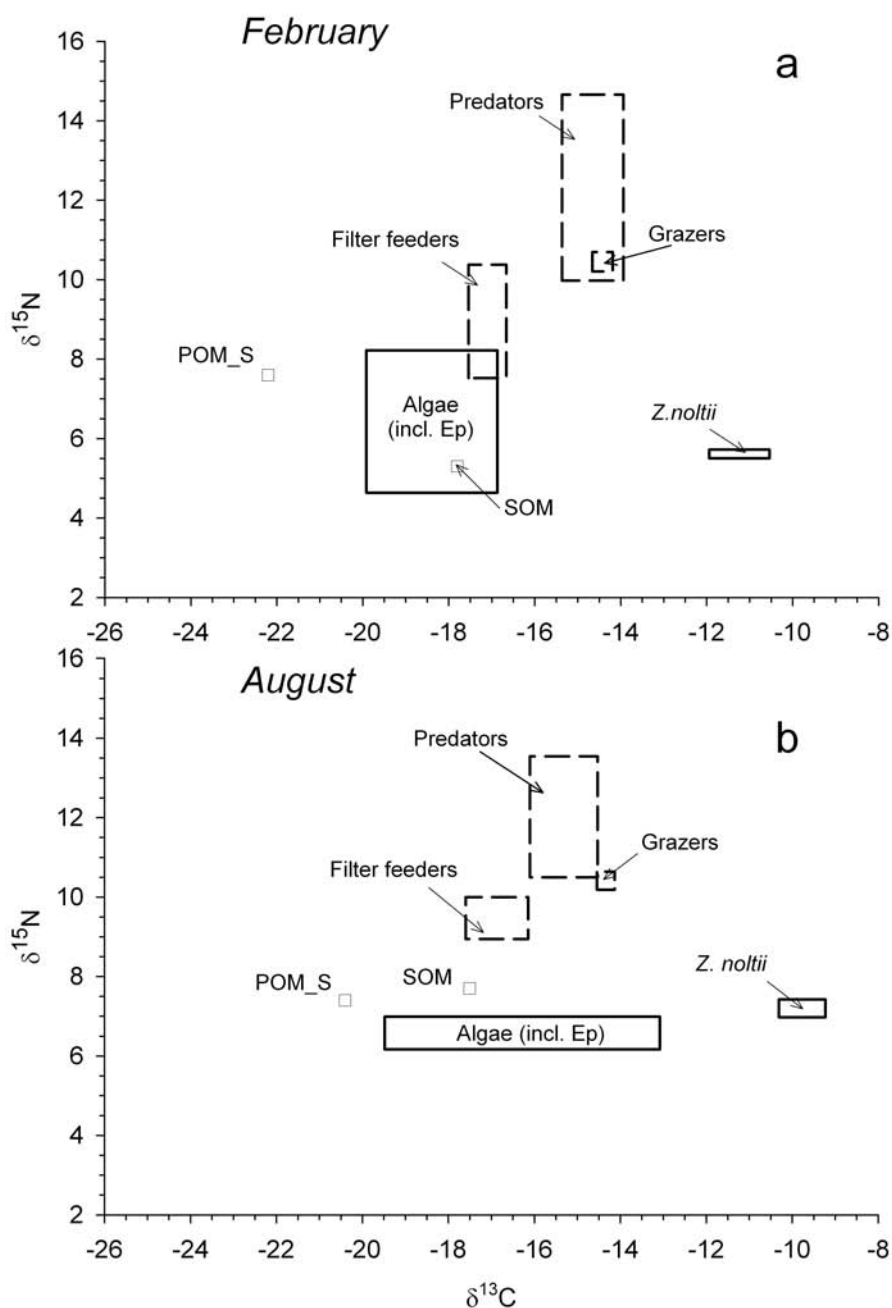 February
a
16
14
12
10
8
6
4
2
δ15N
Predators
Grazers
Filter feeders
POM_S
Algae
(incl. Ep)
SOM
Z.noltii
-26 -24 -22 -20 -18 -16 -14 -12 -10 -8
August
b
16
14
12
10
8
6
4
2
δ15N
Predators
Grazers
Filter feeders
POM_S
SOM
Z. noltii
Algae (incl. Ep)
-26 -24 -22 -20 -18 -16 -14 -12 -10 -8
δ13C